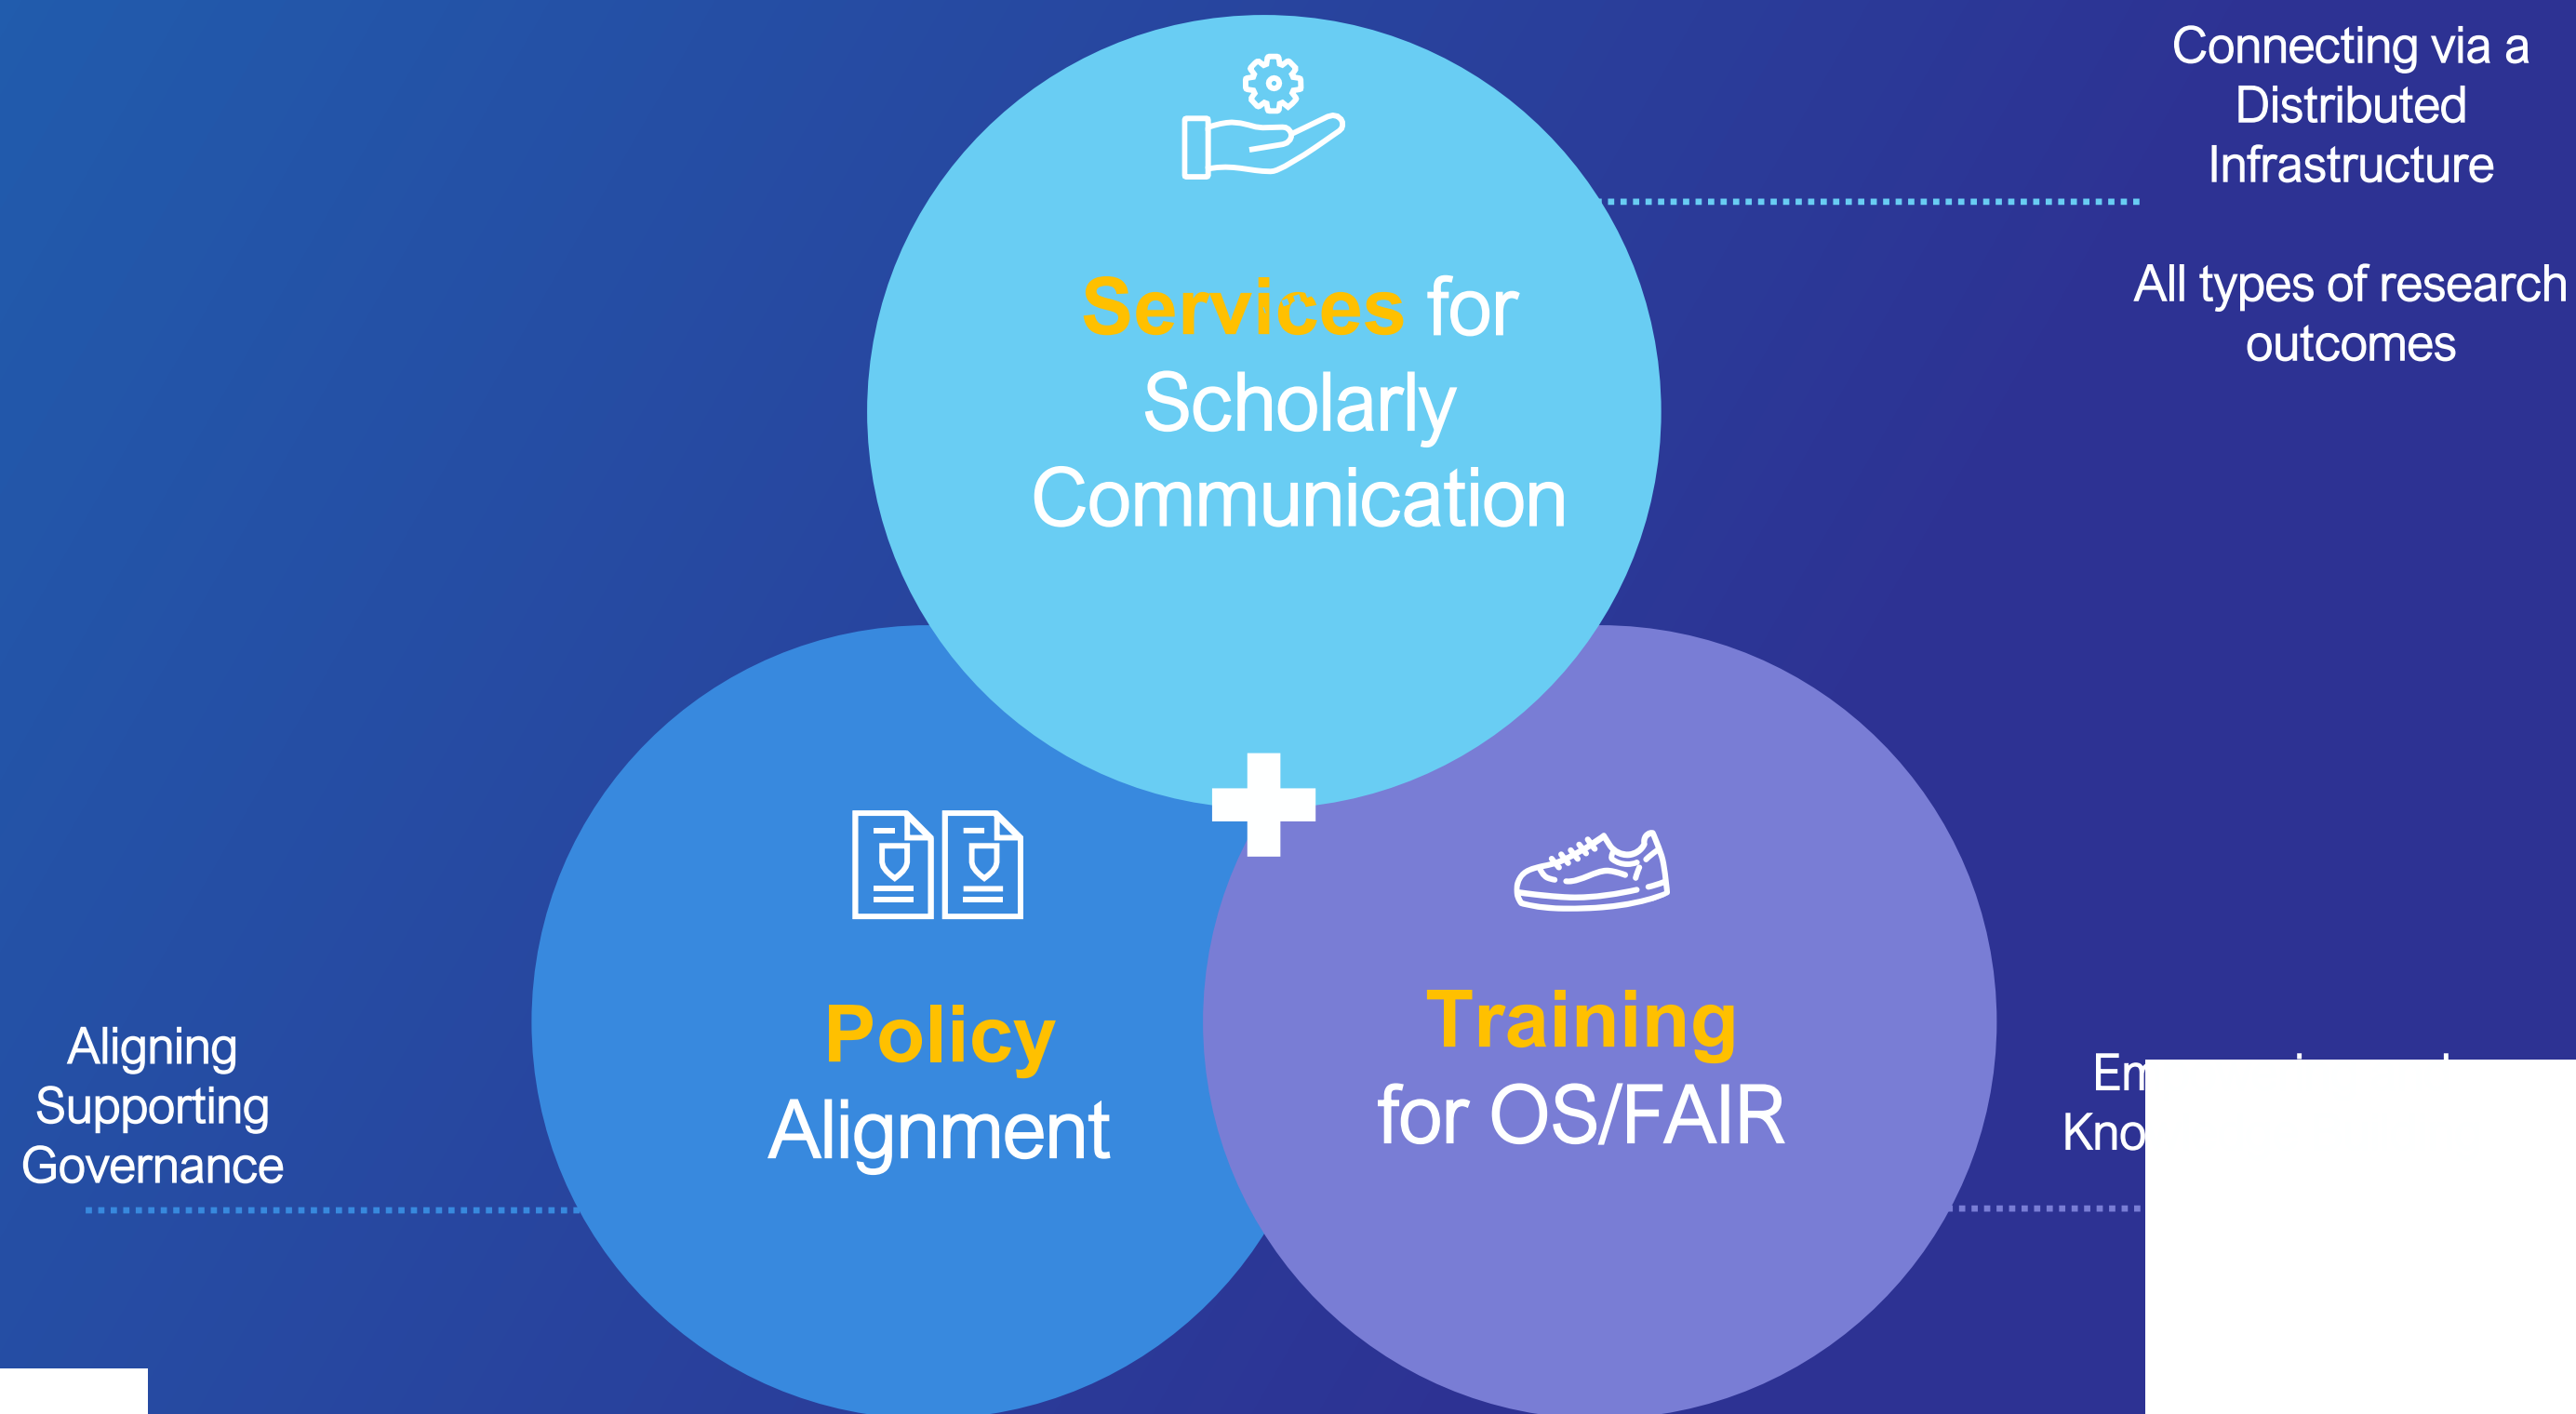 Connecting via a
Distributed
Infrastructure
All types of research
outcomes
Services for
Scholarly
Communication
Policy
Alignment
Training
for OS/FAIR
Aligning
Supporting
Governance